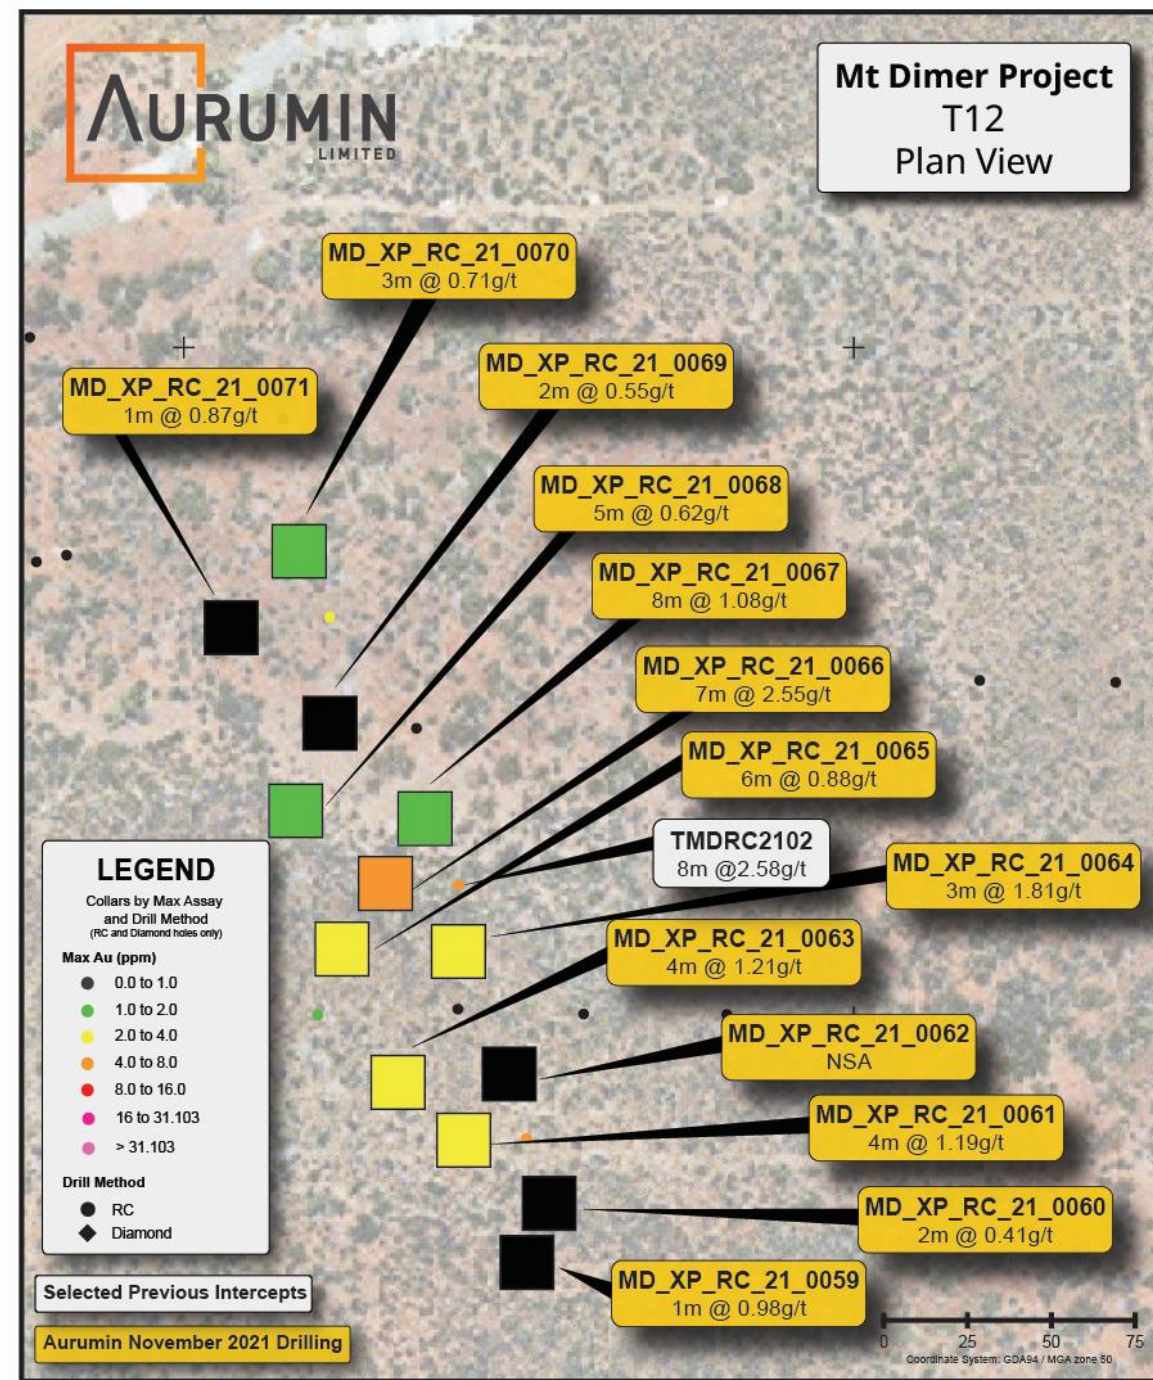 AURUMIN
LIMITED
Mt Dimer Project
T12
Plan View
MD_XP_RC_21_0070
3m @ 0.71g/t
MD_XP_RC_21_0069
2m @ 0.55g/t
MD_XP_RC_21_0071
1m @ 0.87g/t
MD_XP_RC_21_0068
5m @ 0.62g/t
MD_XP_RC_21_0067
8m @ 1.08g/t
MD_XP_RC_21_0066
7m @ 2.55g/t
MD_XP_RC_21_0065
6m @ 0.88g/t
TMDRC2102
8m @2.58g/t
MD_XP_RC_21_0064
3m @ 1.81g/t
MD_XP_RC_21_0063
4m @ 1.21g/t
MD_XP_RC_21_0062
NSA
MD_XP_RC_21_0061
4m @ 1.19g/t
MD_XP_RC_21_0060
2m @ 0.41g/t
MD_XP_RC_21_0059
1m @ 0.98g/t
LEGEND
Collars by Max Assay
and Drill Method
(RC and Diamond holes only)
Max Au (ppm)
0.0 to 1.0
1.0 to 2.0
2.0 to 4.0
4.0 to 8.0
8.0 to 16.0
16 to 31.103
> 31.103
Drill Method
RC
Diamond
Selected Previous Intercepts
Aurumin November 2021 Drilling
0 25 50 75
Coordinate System: GDA94 / MGA zone 50